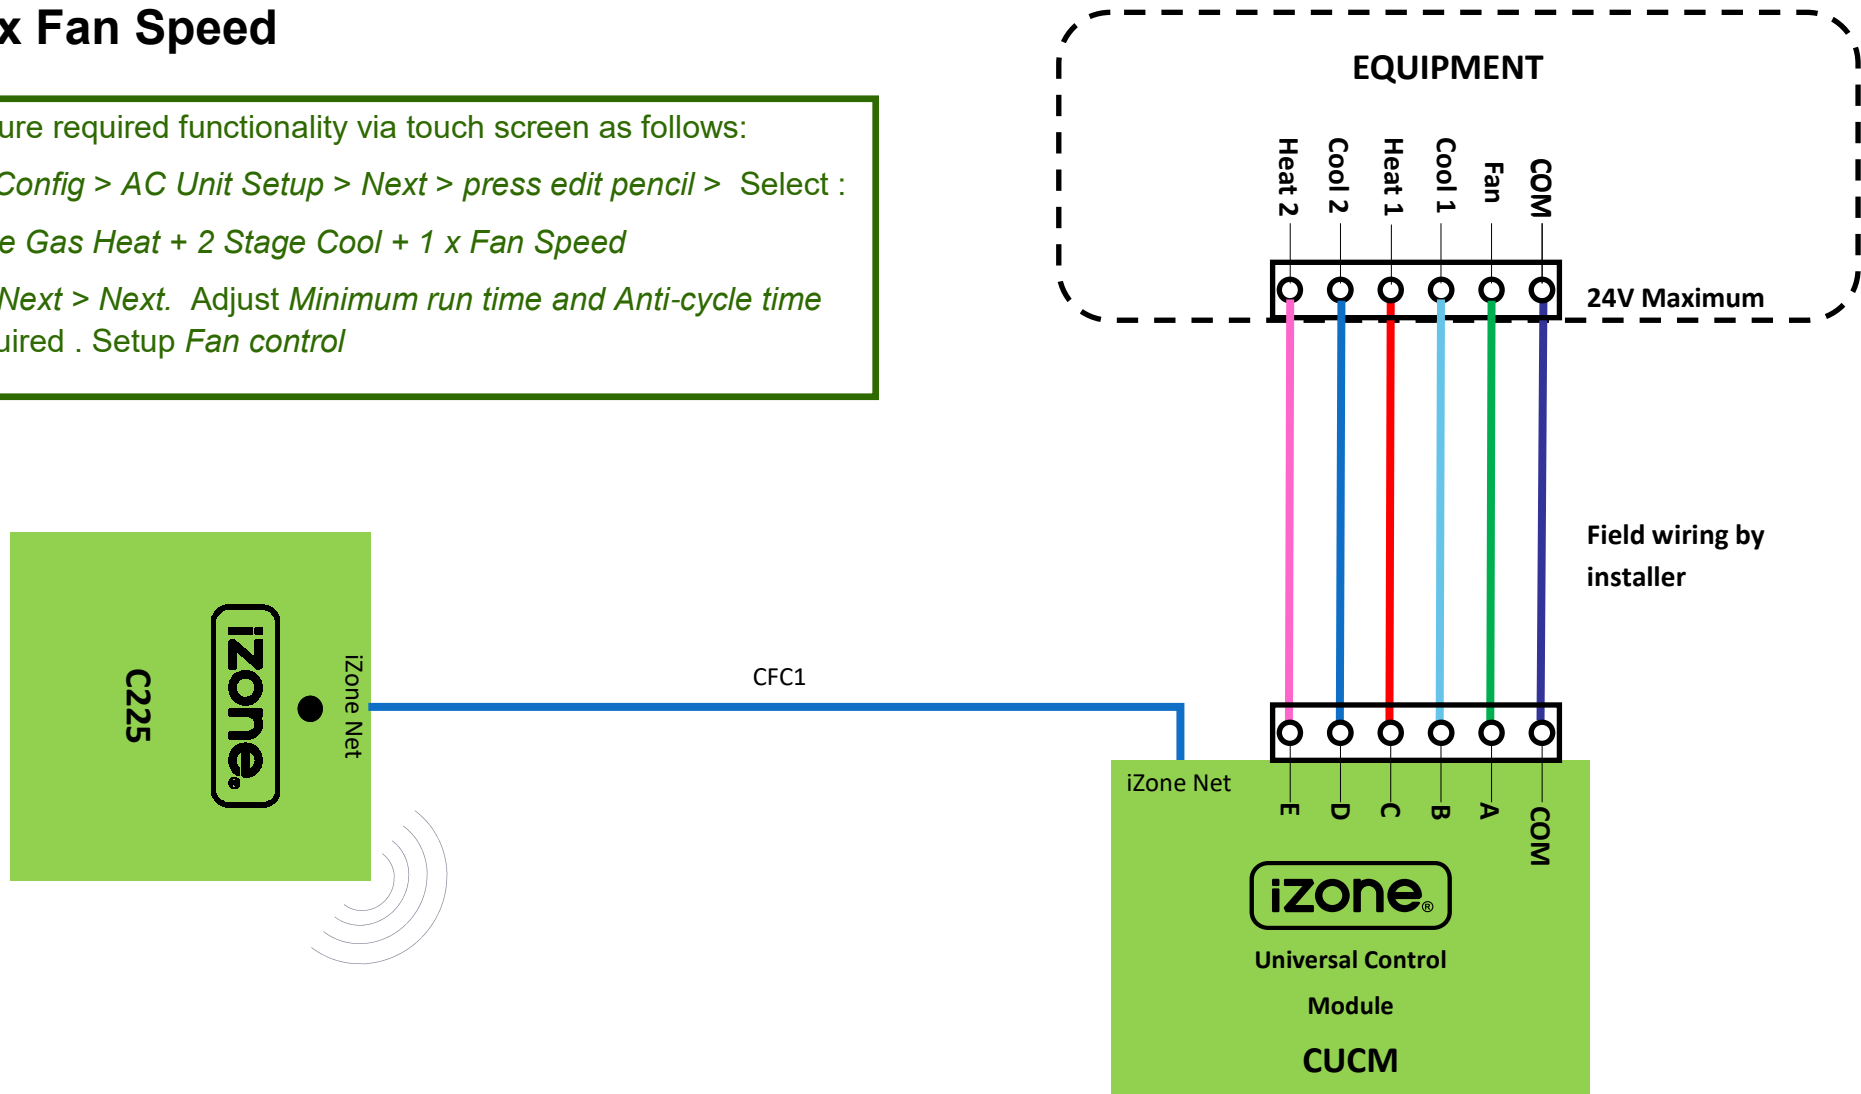 x Fan Speed
ure required functionality via touch screen as follows:
Config > AC Unit Setup > Next > press edit pencil > Select :
e Gas Heat + 2 Stage Cool + 1 x Fan Speed
Next > Next. Adjust Minimum run time and Anti-cycle time
uired . Setup Fan control
EQUIPMENT
Heat 2
Cool 2
Heat 1
Cool 1
Fan
COM
24V Maximum
Field wiring by
installer
C225
izone®
iZone Net
CFC1
iZone Net
E
D
C
B
A
COM
izone®
Universal Control
Module
CUCM